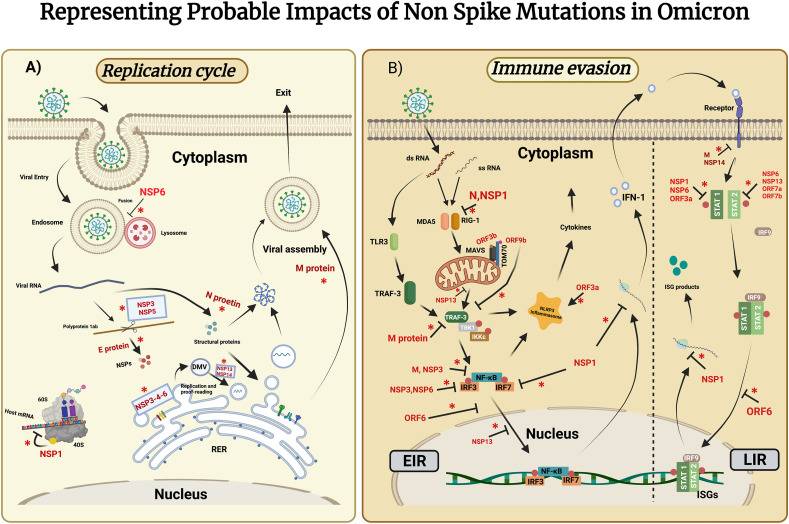 Representing Probable Impacts of Non Spike Mutations in Omicron
A)
Replication cycle
Exit
Cytoplasm
Viral Entry
Fusion
NSP6
*
Endosome
Lysosome
Viral assembly
M protein
*
Viral RNA
*
NSP3
NSP5
N proetin
*
Polyprotein 1ab
E protein
*
NSPs
Structural proteins
DMV
*
NSP13
NSP14
Replication and
proof-reading
*
NSP3-4-6
60S
Host mRNA
40S
*
NSP1
RER
Nucleus
B)
Immune evasion
Receptor
M
*
NSP14
ds RNA
ss RNA
Cytoplasm
N,NSP1
*
MDA5
RIG-1
IFN-1
NSP1
NSP6
ORF3a
*
STAT 1
STAT 2
*
NSP6
NSP13
ORF7a
ORF7b
IRF9
TLR3
MAVS
ORF3b
TOM70
ORF9b
*
Cytokines
ISG products
TRAF-3
*
NSP13
NLRP3
Inflammasome
ORF3a
*
IRF9
STAT 1
STAT 2
TRAF-3
TBK1
IKKε
M protein
*
M, NSP3
*
NSP1
*
NSP3,NSP6
*
NF-κB
IRF3
IRF7
*
ORF6
*
*
NSP1
*
ORF6
NSP13
*
Nucleus
EIR
LIR
NF-κB
IRF3
IRF7
IRF9
STAT 1
STAT 2
ISGs